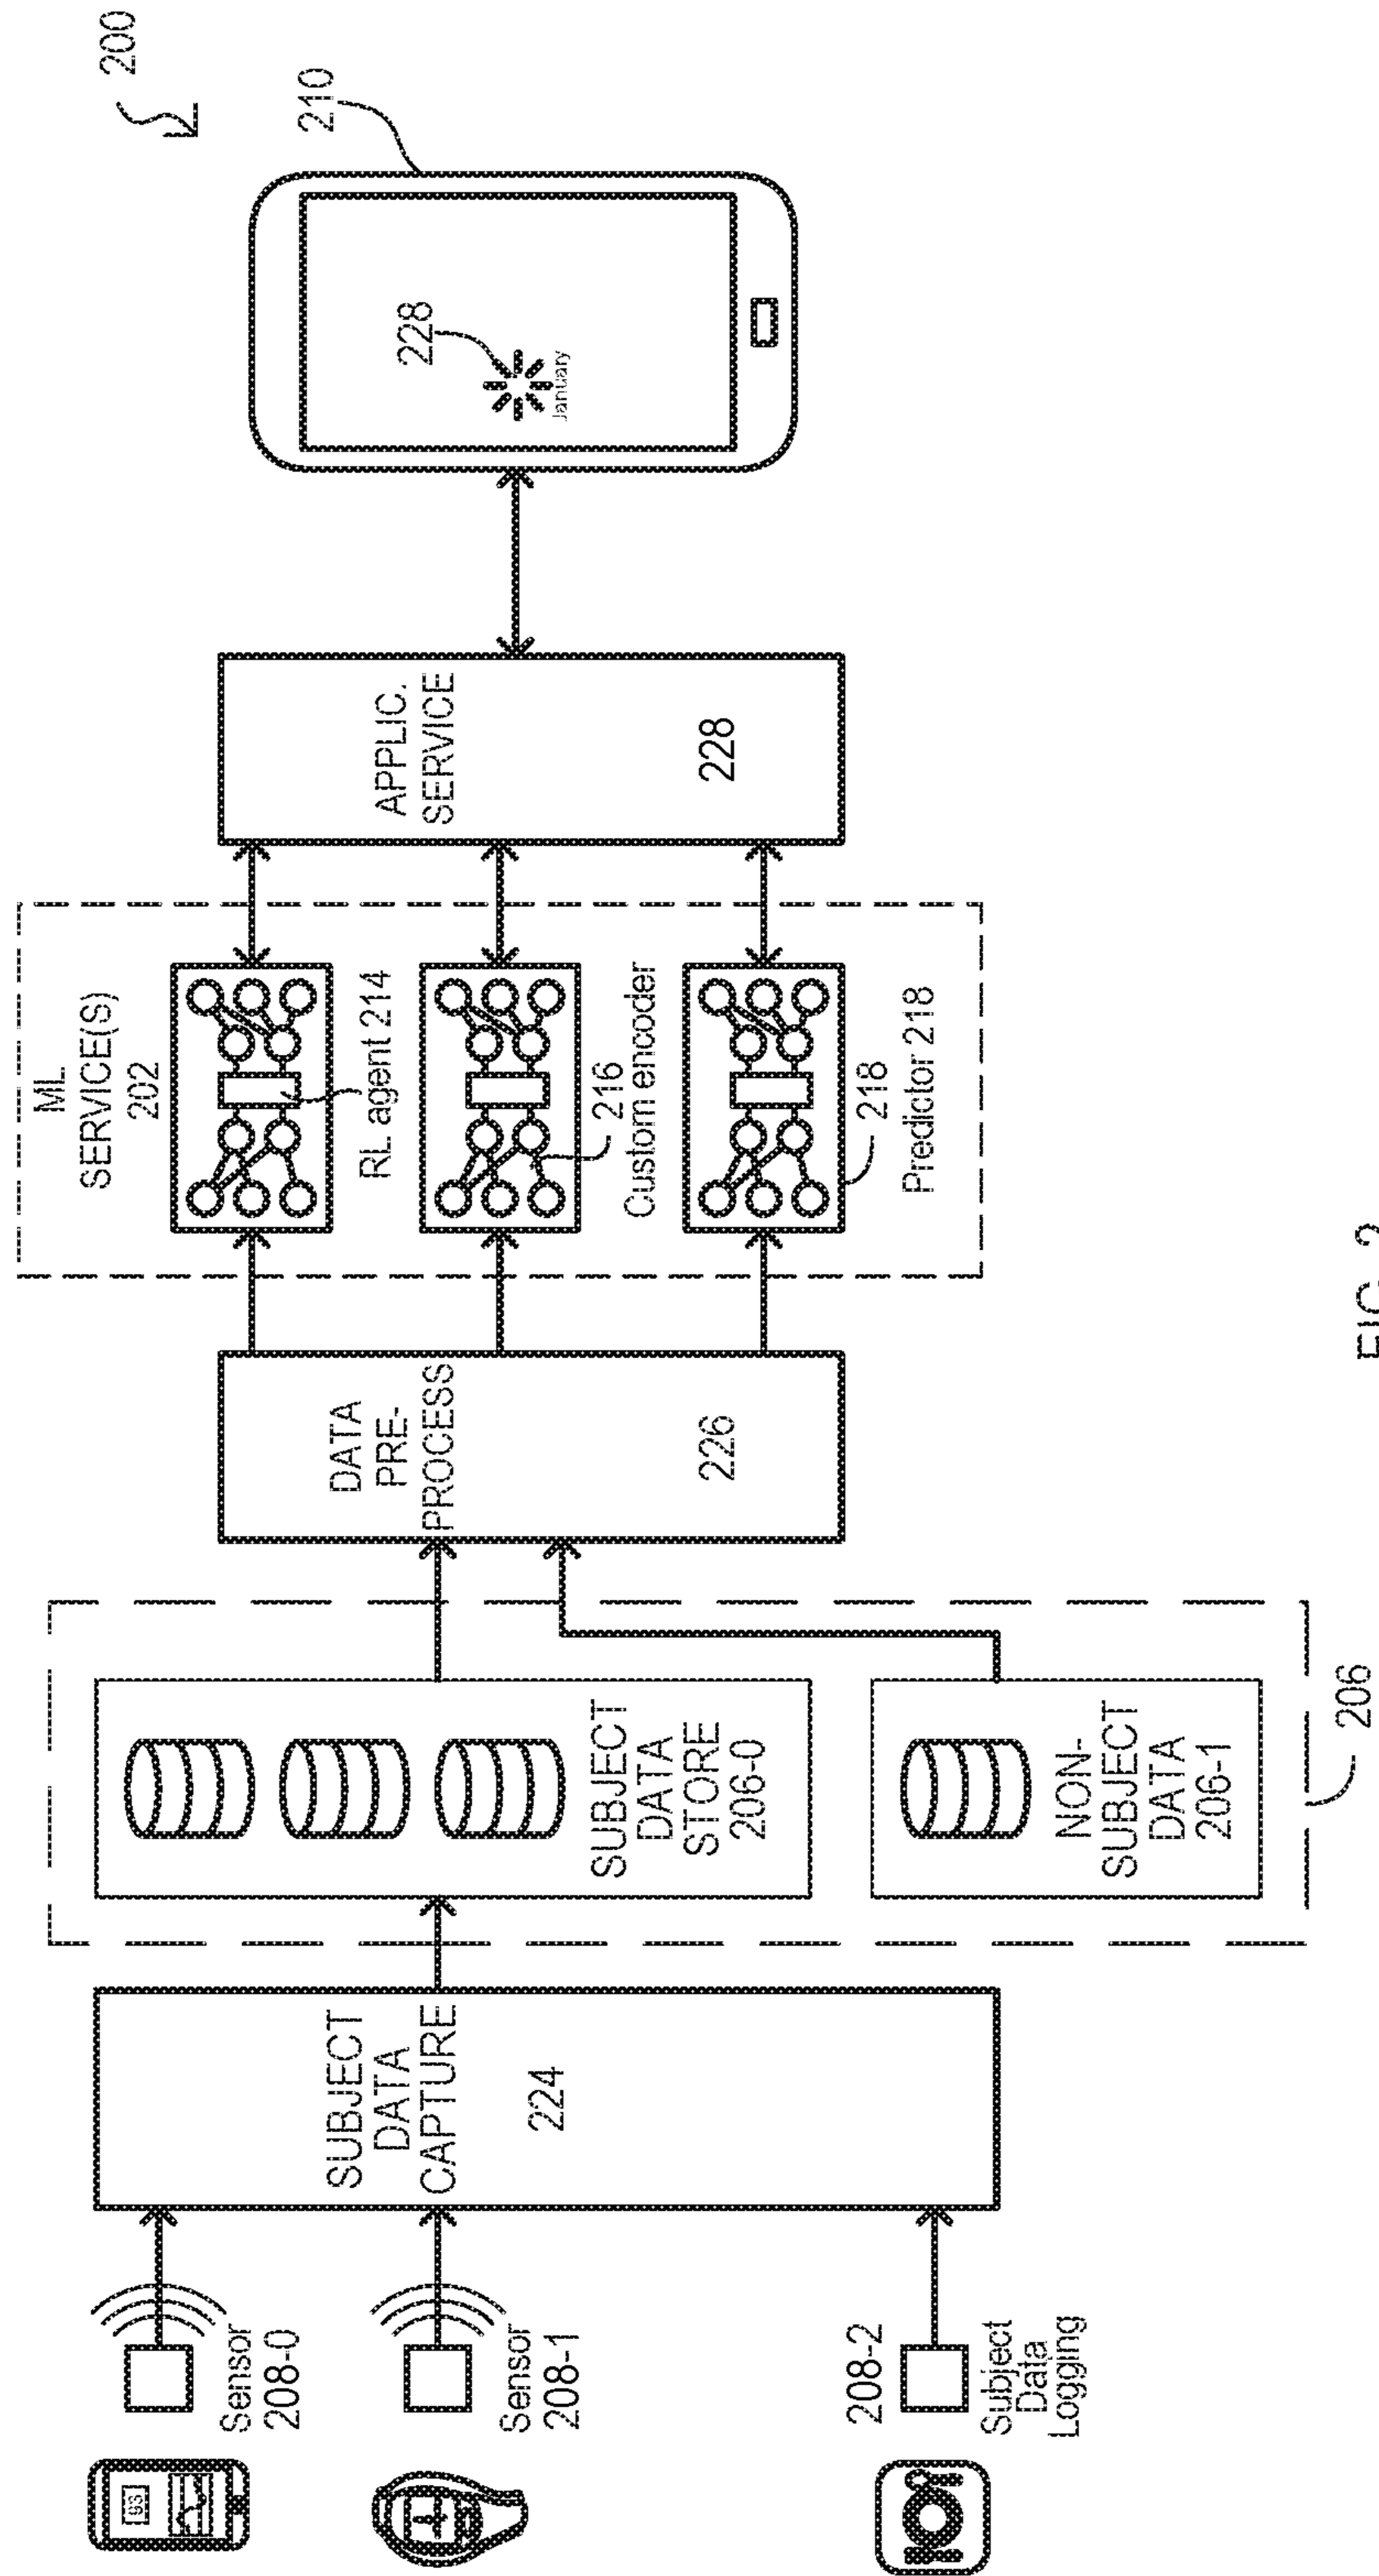 200
210
228
January
APPLIC.
SERVICE
228
ML
SERVICE(S)
202
RL agent 214
216
Custom encoder
218
Predictor 218
DATA
PRE-
PROCESS
226
SUBJECT
DATA
STORE
206-0
NON-
SUBJECT
DATA
206-1
206
SUBJECT
DATA
CAPTURE
224
Sensor
208-0
Sensor
208-1
208-2
Subject
Data
Logging
FIG. 2